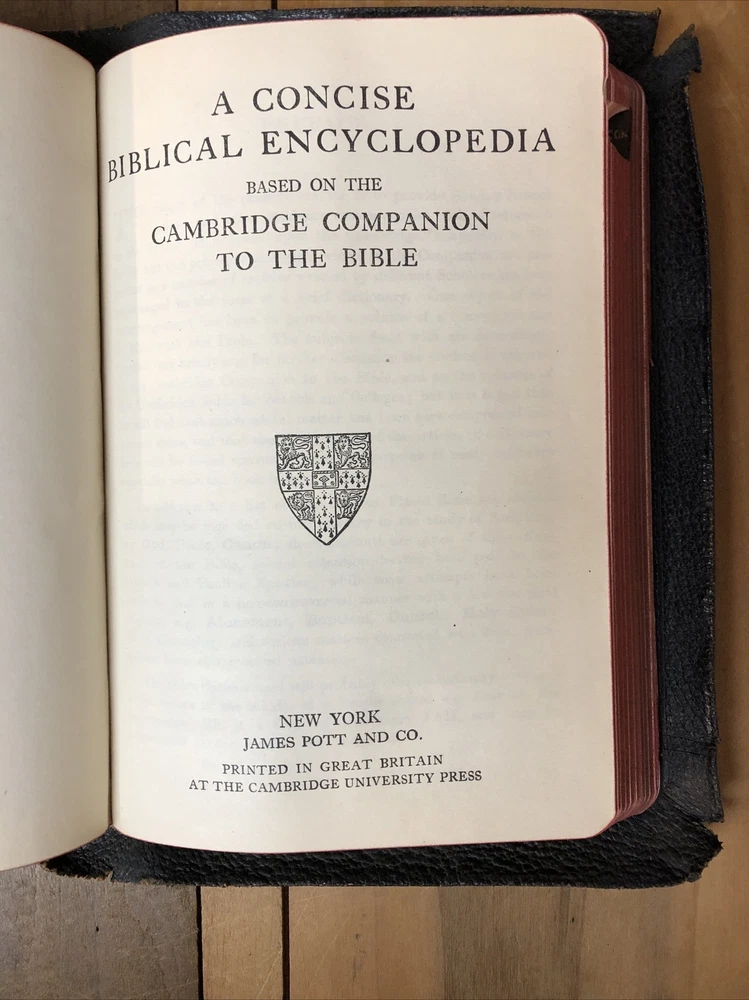 A CONCISE
BIBLICAL ENCYCLOPEDIA
BASED ON THE
CAMBRIDGE COMPANION
TO THE BIBLE
NEW YORK
JAMES POTT AND CO.
PRINTED IN GREAT BRITAIN
AT THE CAMBRIDGE UNIVERSITY PRESS